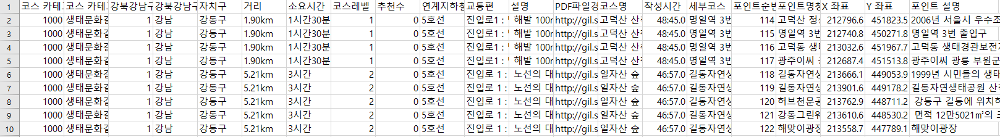 1 코스 카테고 코스 카테고 강북강남구 강북강남구 자치구 거리 소요시간 코스레벨 추천수 연계지하철 교통편 설명 PDF파일경 코스명 작성시간 세부코스 포인트순번 포인트명칭 X 좌표 Y 좌표 포인트 설명
2 1000 생태문화길 1 강남 강동구 1.90km 1시간30분 1 0 5호선 진입로1 : 해발 100m http://gil.s 고덕산 산 48:45.0 명일역 3번 114 고덕산 정 212796.6 451823.5 2006년 서울시 우수조
3 1000 생태문화길 1 강남 강동구 1.90km 1시간30분 1 0 5호선 진입로1 : 해발 100m http://gil.s 고덕산 산 48:45.0 명일역 3번 115 명일역 3번 212740.8 450271.8 명일역 3번 출입구
4 1000 생태문화길 1 강남 강동구 1.90km 1시간30분 1 0 5호선 진입로1 : 해발 100m http://gil.s 고덕산 산 48:45.0 명일역 3번 116 고덕동 생 213032.6 451967.7 고덕동 생태경관보전
5 1000 생태문화길 1 강남 강동구 1.90km 1시간30분 1 0 5호선 진입로1 : 해발 100m http://gil.s 고덕산 산 48:45.0 명일역 3번 117 광주이씨 212687.4 451513.8 광주이씨 광릉 부원군
6 1000 생태문화길 1 강남 강동구 5.21km 3시간 2 0 5호선 진입로 1 : 노선의 대 http://gil.s 일자산 숲 46:57.0 길동자연생 118 길동자연생 213666.1 449053.9 1999년 시민들의 생태
7 1000 생태문화길 1 강남 강동구 5.21km 3시간 2 0 5호선 진입로 1 : 노선의 대 http://gil.s 일자산 숲 46:57.0 길동자연생 119 길동자연생 213901.6 449178.2 길동자연생태공원 산
8 1000 생태문화길 1 강남 강동구 5.21km 3시간 2 0 5호선 진입로 1 : 노선의 대 http://gil.s 일자산 숲 46:57.0 길동자연생 120 허브천문공 213762.9 448711.2 강동구 길동에 위치하
9 1000 생태문화길 1 강남 강동구 5.21km 3시간 2 0 5호선 진입로 1 : 노선의 대 http://gil.s 일자산 숲 46:57.0 길동자연생 121 강동그린워 213610.6 448530.2 면적 12만5021㎡의
10 1000 생태문화길 1 강남 강동구 5.21km 3시간 2 0 5호선 진입로 1 : 노선의 대 http://gil.s 일자산 숲 46:57.0 길동자연생 122 해맞이광장 213558.7 447789.1 해맞이광장